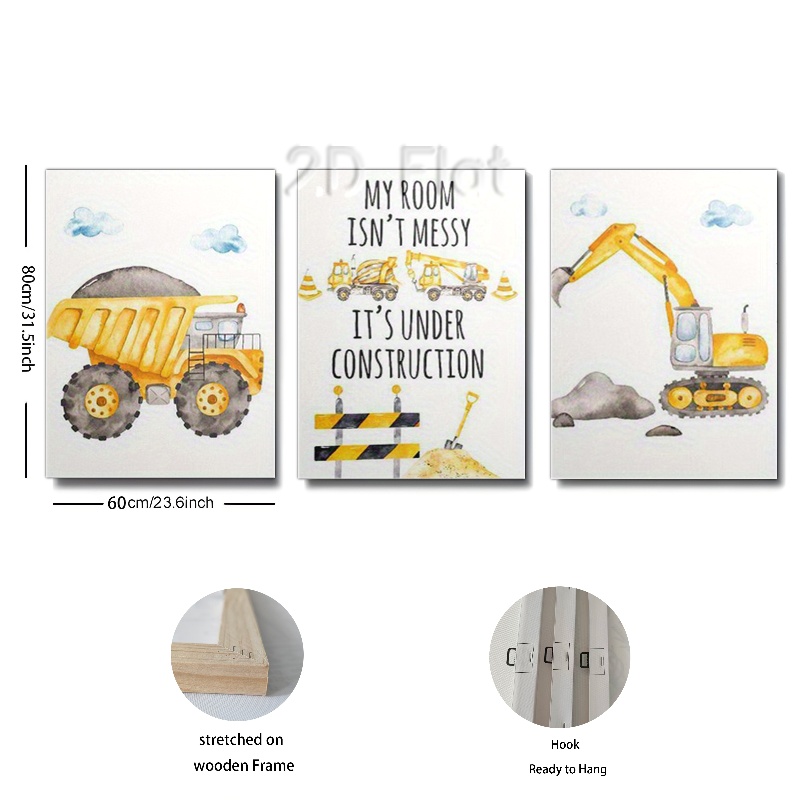 2D Flat
MY ROOM
ISN'T MESSY
IT'S UNDER
CONSTRUCTION
80cm/31.5inch
60cm/23.6inch
stretched on
wooden Frame
Hook
Ready to Hang